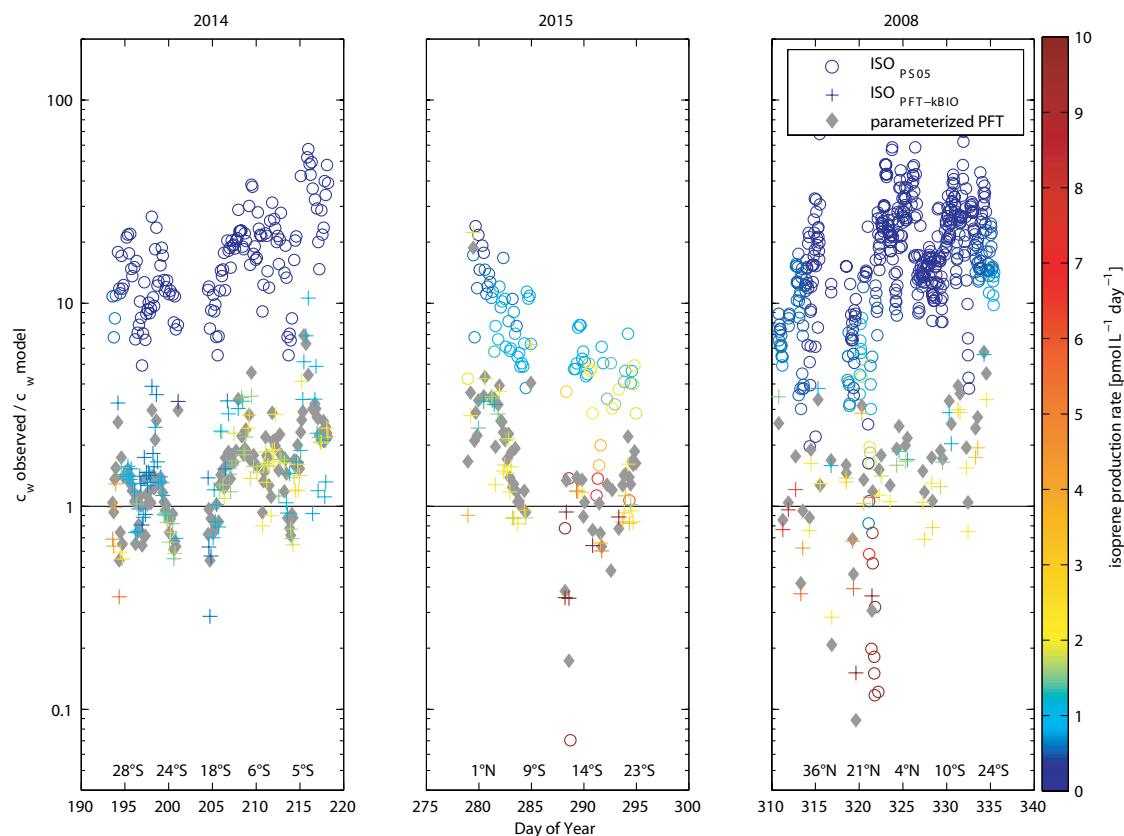 2014 2015 2008
100
10
1
0.1
c w observed / c w model
ISO PS05
ISO PFT−kBIO
parameterized PFT
28°S 24°S 18°S 6°S 5°S
1°N 9°S 14°S 23°S
36°N 21°N 4°N 10°S 24°S
190 195 200 205 210 215 220
275 280 285 290 295 300
310 315 320 325 330 335 340
Day of Year
10
9
8
7
6
5
4
3
2
1
0
isoprene production rate [pmol L−1 day−1]